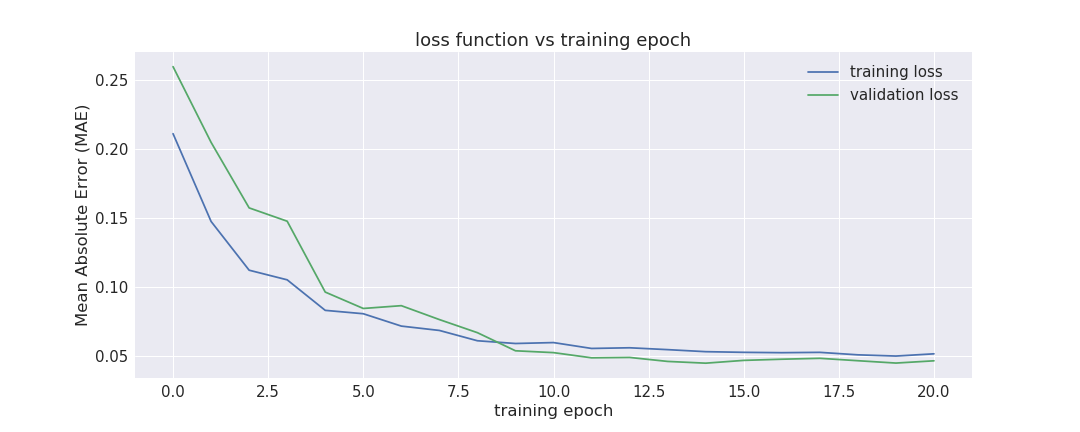 loss function vs training epoch
training loss
validation loss
Mean Absolute Error (MAE)
0.25
0.20
0.15
0.10
0.05
0.0 2.5 5.0 7.5 10.0 12.5 15.0 17.5 20.0
training epoch